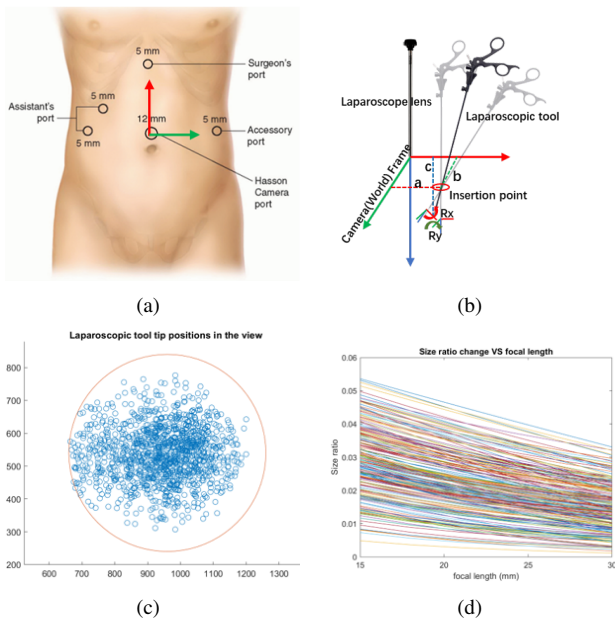 5 mm
Surgeon's
port
Assistant's
port
5 mm
5 mm
12 mm
5 mm
Accessory
port
Hasson
Camera
port
(a)
Laparoscope lens
Laparoscopic tool
Camera(World) Frame
c
a
b
Insertion point
Rx
Ry
(b)
Laparoscopic tool tip positions in the view
800
700
600
500
400
300
200
600 700 800 900 1000 1100 1200 1300
(c)
Size ratio change VS focal length
0.06
0.05
0.04
0.03
0.02
0.01
0
Size ratio
15 20 25 30
focal length (mm)
(d)